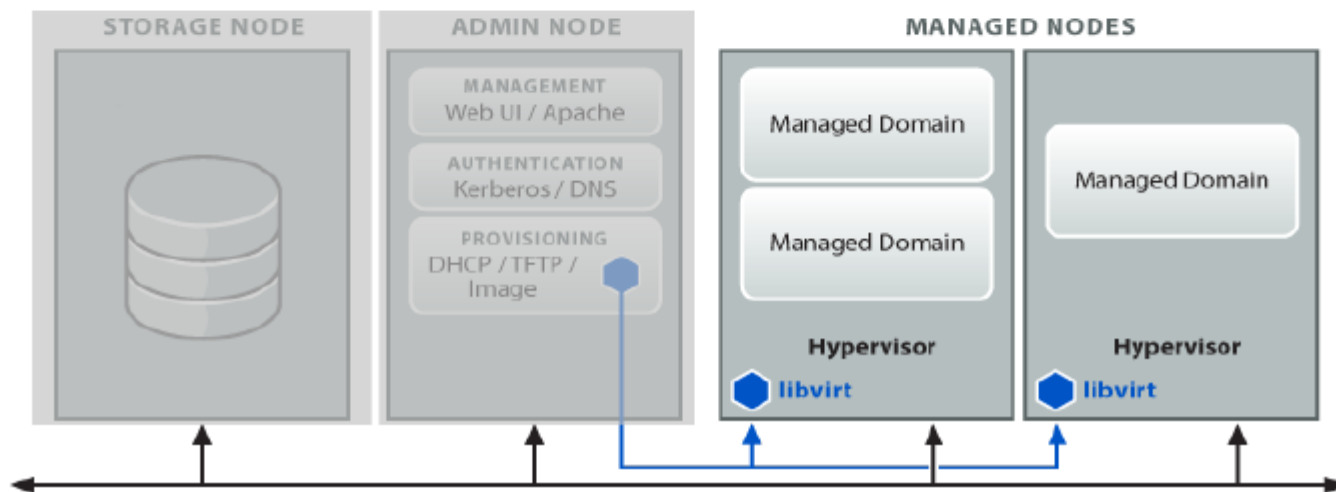 STORAGE NODE
ADMIN NODE
MANAGED NODES
MANAGEMENT
Web UI / Apache
AUTHENTICATION
Kerberos / DNS
PROVISIONING
DHCP / TFTP /
Image
Managed Domain
Managed Domain
Hypervisor
libvirt
Managed Domain
Hypervisor
libvirt